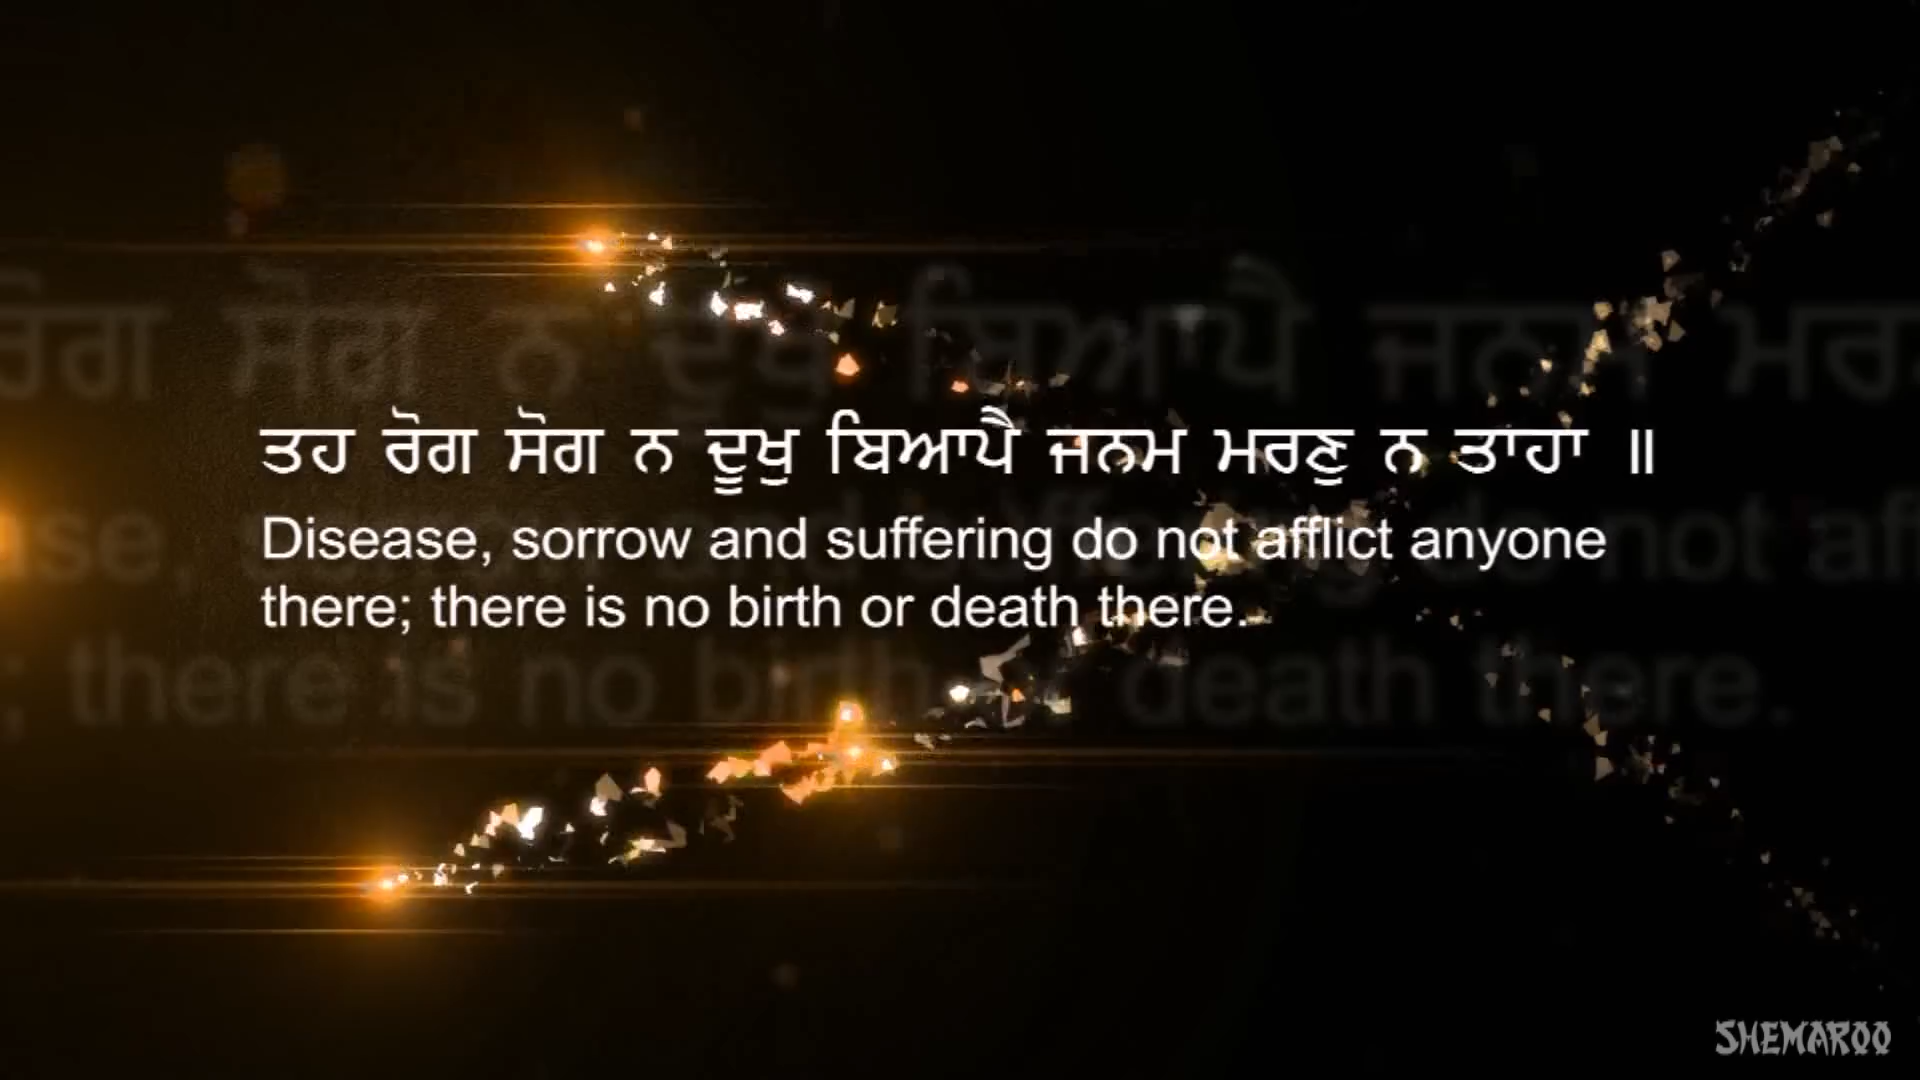 ਤਹ ਰੋਗ ਸੋਗ ਨ ਦੂਖੁ ਬਿਆਪੈ ਜਨਮ ਮਰਣੁ ਨ ਤਾਹਾ ॥
Disease, sorrow and suffering do not afflict anyone
there; there is no birth or death there.
SHEMAROO